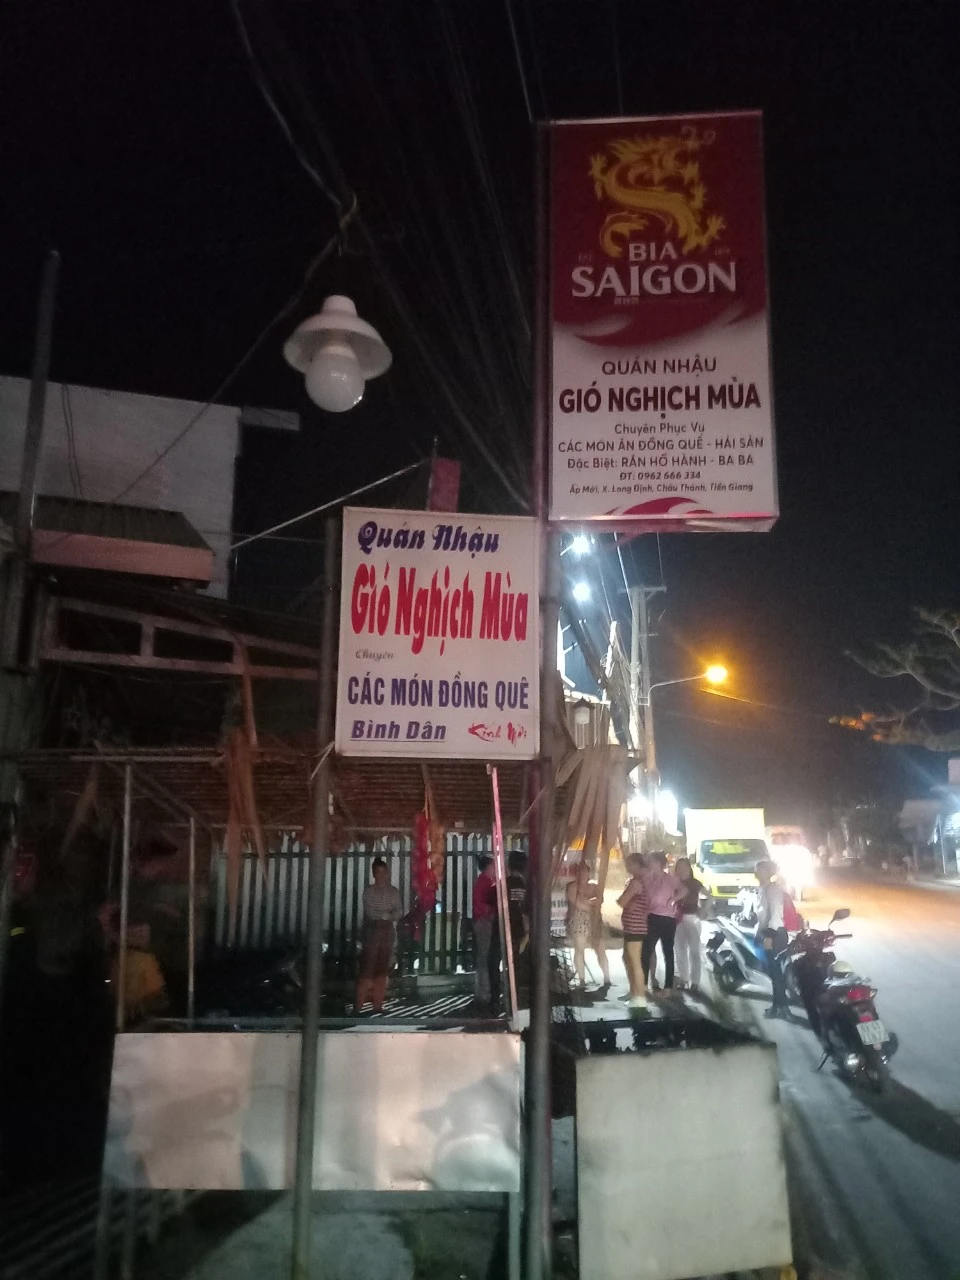 BIA
SAIGON
QUÁN NHẬU
GIÓ NGHỊCH MÙA
Chuyên Phục Vụ
CÁC MÓN ĂN ĐỒNG QUÊ - HẢI SẢN
Đặc Biệt: RẮN HỔ HÀNH - BA BA
ĐT: 0962 666 334
Ấp Mới, X. Long Định, Châu Thành, Tiền Giang
Quán Nhậu
Gió Nghịch Mùa
Chuyên
CÁC MÓN ĐỒNG QUÊ
Bình Dân
Kính Mời